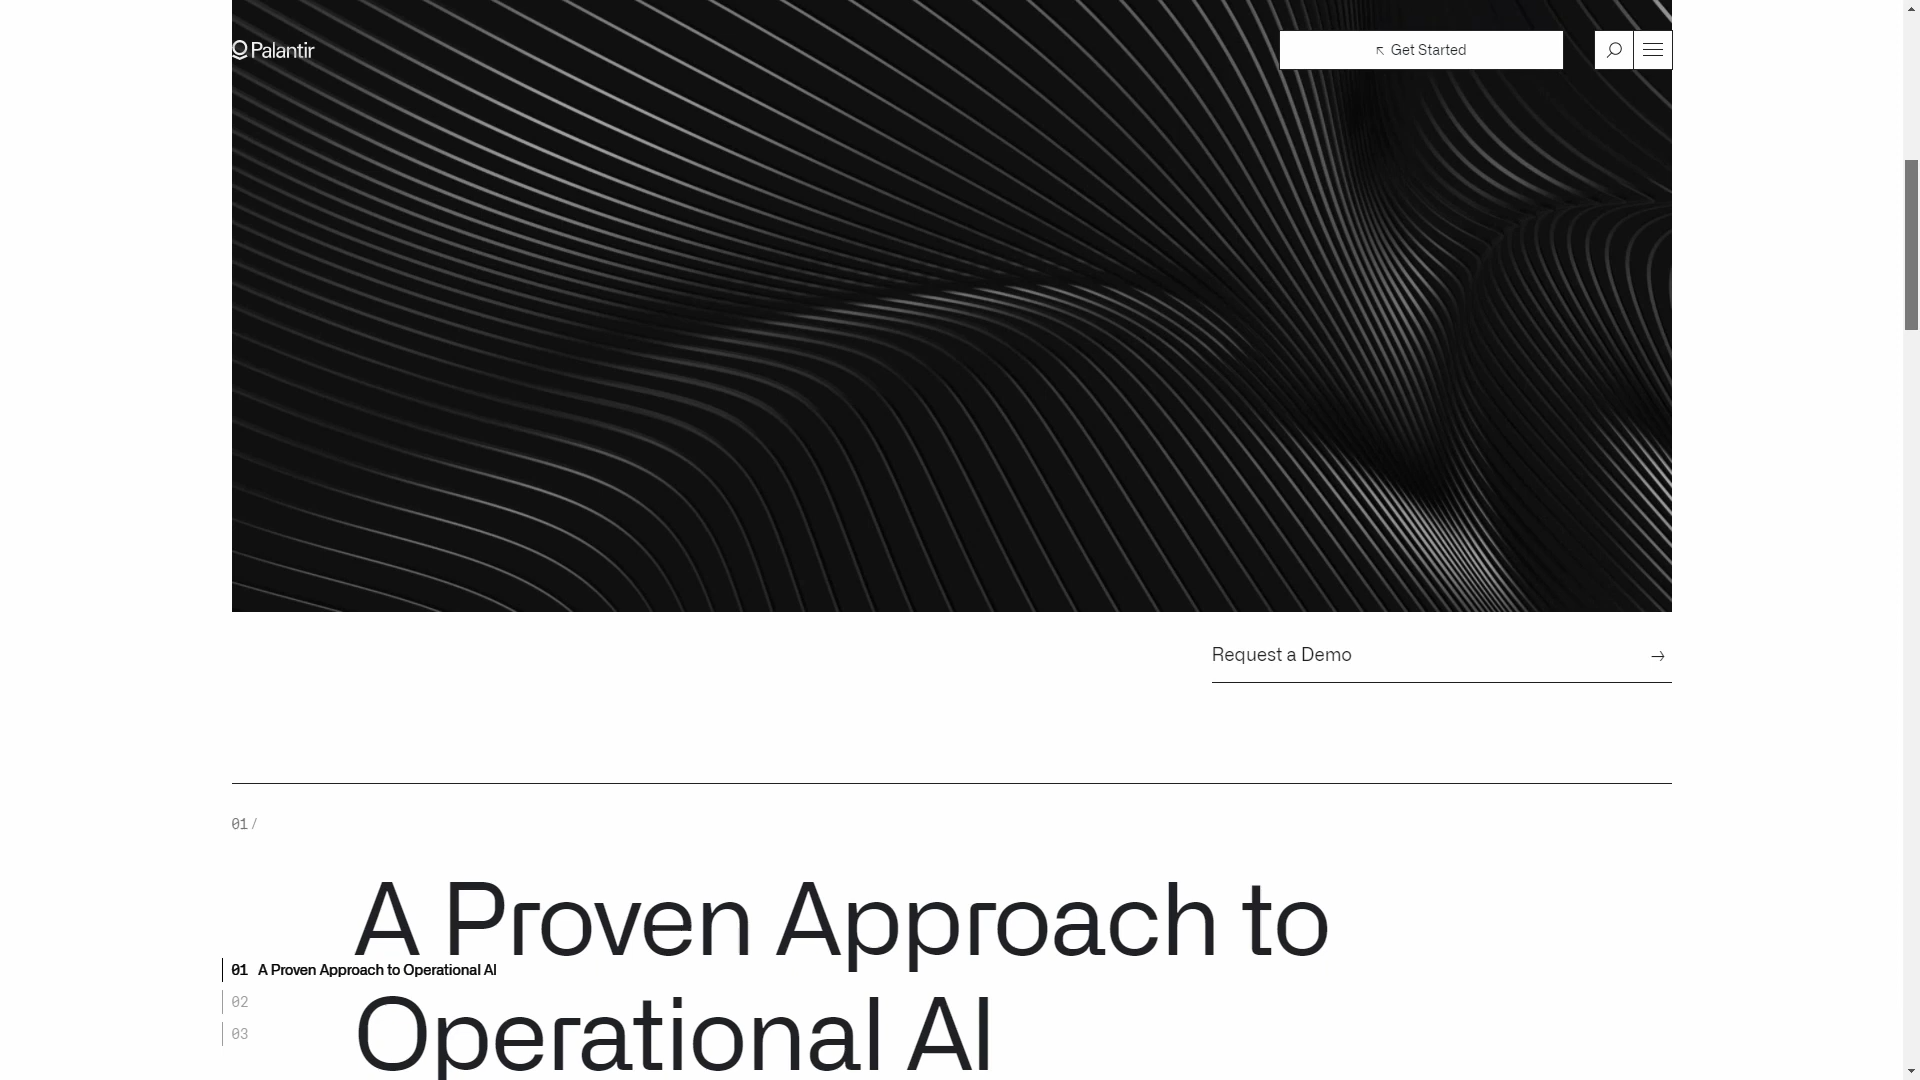 Palantir
Get Started
Request a Demo
01 /
A Proven Approach to
Operational AI
01 A Proven Approach to Operational AI
02
03